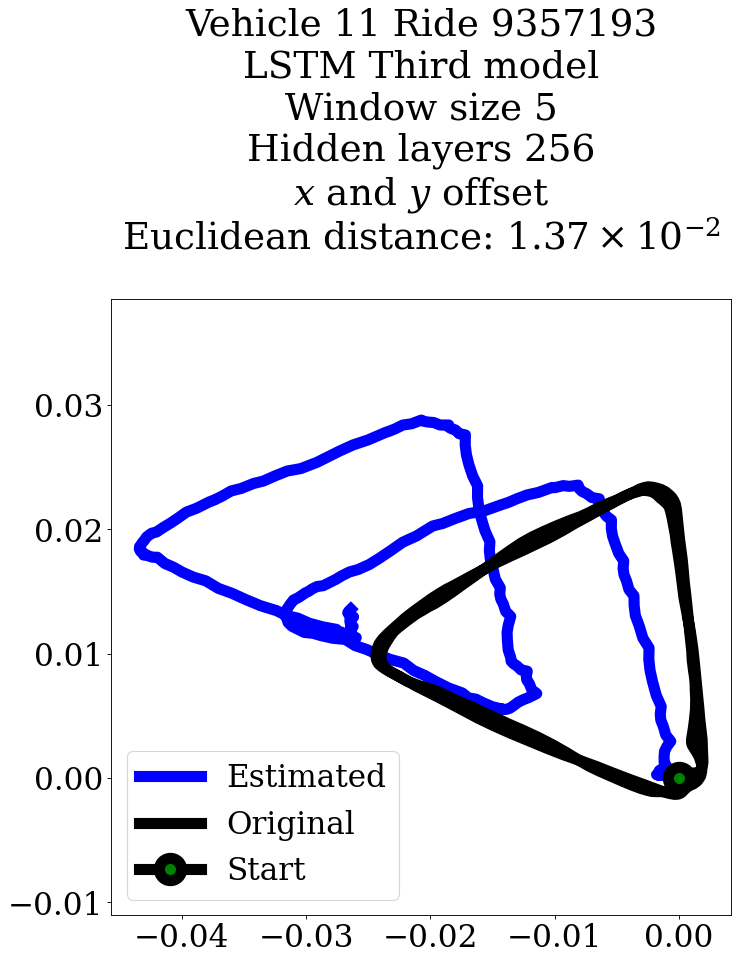 Vehicle 11 Ride 9357193
LSTM Third model
Window size 5
Hidden layers 256
x and y offset
Euclidean distance: 1.37 × 10⁻²
0.03
0.02
0.01
0.00
−0.01
Estimated
Original
Start
−0.04 −0.03 −0.02 −0.01 0.00